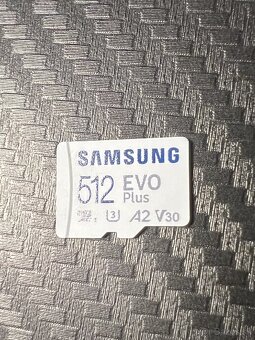 SAMSUNG
512 EVO
Plus
U3 A2 V30